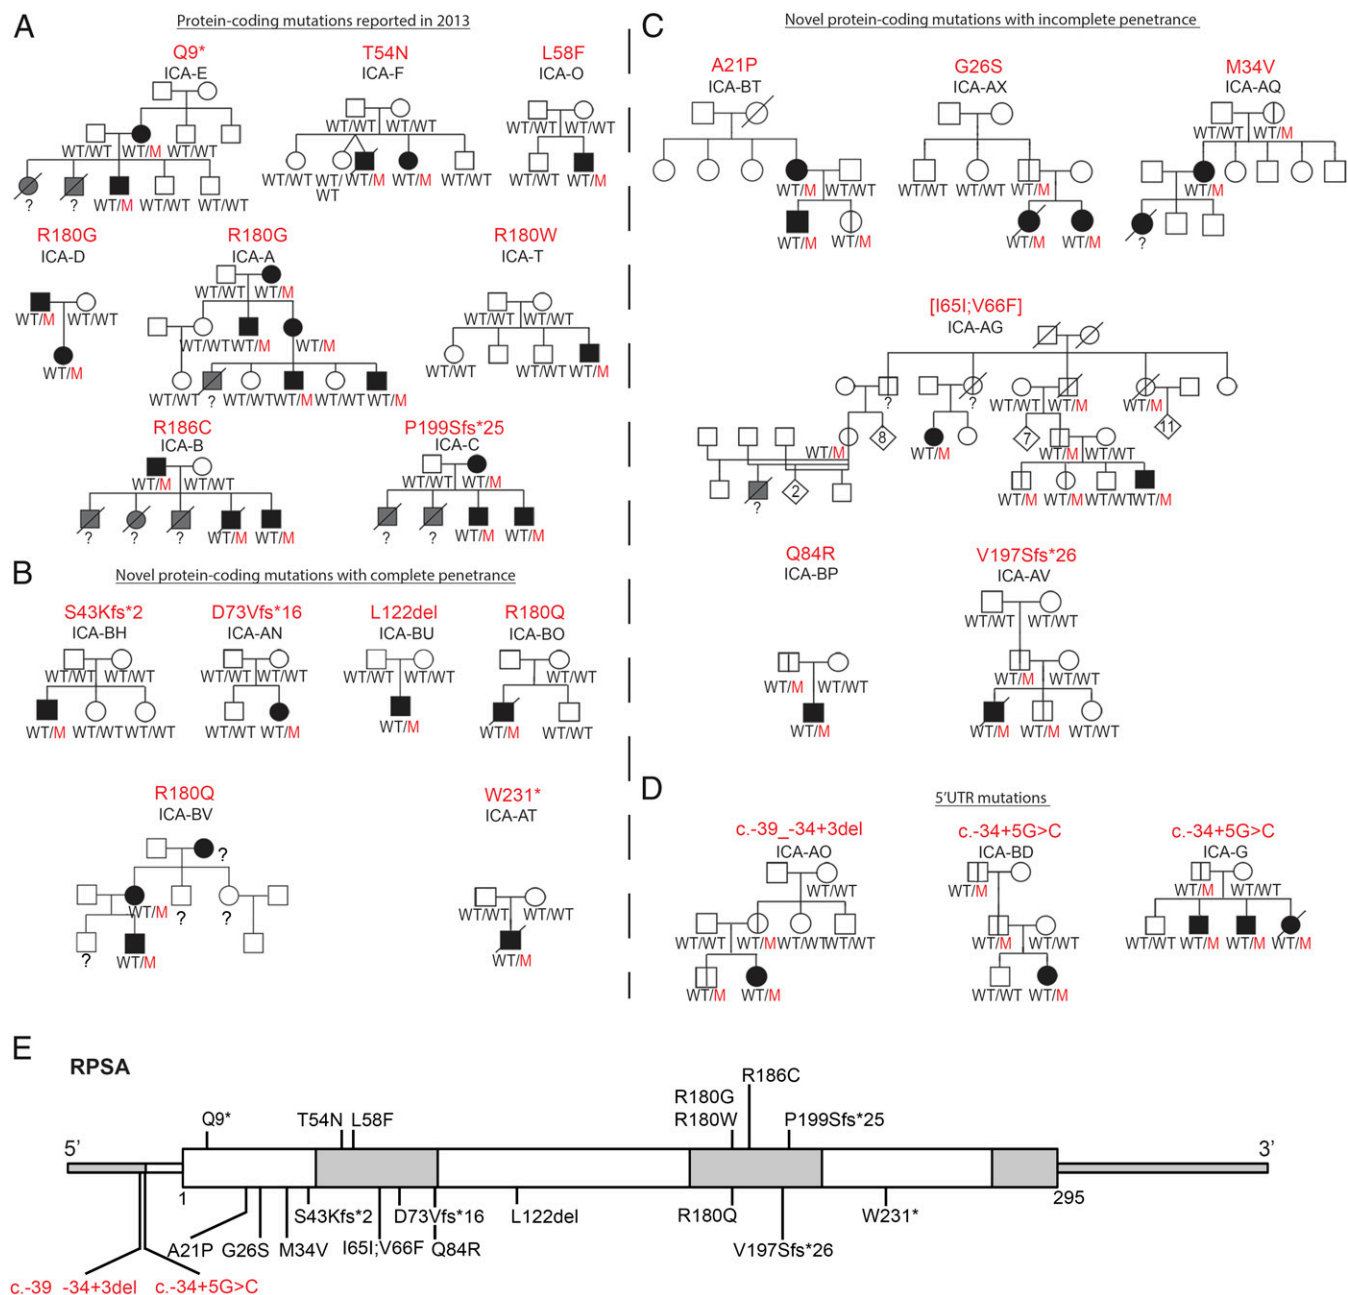 A
Protein-coding mutations reported in 2013
Q9*
ICA-E
WT/WT WT/M WT/WT
? ? WT/M WT/WT WT/WT
T54N
ICA-F
WT/WT WT/WT
WT/WT WT/WT WT/M WT/M WT/WT
L58F
ICA-O
WT/WT WT/WT
WT/WT WT/M
R180G
ICA-D
WT/M WT/WT
WT/M
R180G
ICA-A
WT/WT WT/M
WT/WT WT/M WT/M
WT/WT ? WT/WT WT/M WT/WT WT/M
R180W
ICA-T
WT/WT WT/WT
WT/WT WT/WT WT/M
R186C
ICA-B
WT/M WT/WT
? ? ? WT/M WT/M
P199Sfs*25
ICA-C
WT/WT WT/M
? ? WT/M WT/M
B
Novel protein-coding mutations with complete penetrance
S43Kfs*2
ICA-BH
WT/WT WT/WT
WT/M WT/WT WT/WT
D73Vfs*16
ICA-AN
WT/WT WT/WT
WT/WT WT/M
L122del
ICA-BU
WT/WT WT/WT
WT/M
R180Q
ICA-BO
WT/WT WT/WT
WT/M WT/WT
R180Q
ICA-BV
?
WT/M ? ?
? WT/M
W231*
ICA-AT
WT/WT WT/WT
WT/M
C
Novel protein-coding mutations with incomplete penetrance
A21P
ICA-BT
WT/M WT/WT
WT/M WT/M
G26S
ICA-AX
WT/WT WT/WT WT/M
WT/M WT/M
M34V
ICA-AQ
WT/WT WT/M
WT/M
?
[I65I;V66F]
ICA-AG
? ? WT/WT WT/M WT/M
WT/M 8 WT/M 7 WT/M WT/WT 11
? 2 WT/M WT/M WT/WT WT/M
Q84R
ICA-BP
WT/M WT/WT
WT/M
V197Sfs*26
ICA-AV
WT/WT WT/WT
WT/M WT/WT
WT/M WT/M WT/WT
D
5'UTR mutations
c.-39_-34+3del
ICA-AO
WT/WT
WT/WT WT/M WT/WT WT/WT
WT/M WT/M
c.-34+5G>C
ICA-BD
WT/M
WT/M WT/WT
WT/WT WT/M
c.-34+5G>C
ICA-G
WT/M WT/WT
WT/WT WT/M WT/M WT/M
E
RPSA
R186C
R180G
Q9* T54N L58F R180W P199Sfs*25
5' 3'
1 295
S43Kfs*2 D73Vfs*16 L122del R180Q W231*
A21P G26S M34V I65I;V66F Q84R V197Sfs*26
c.-39 -34+3del c.-34+5G>C